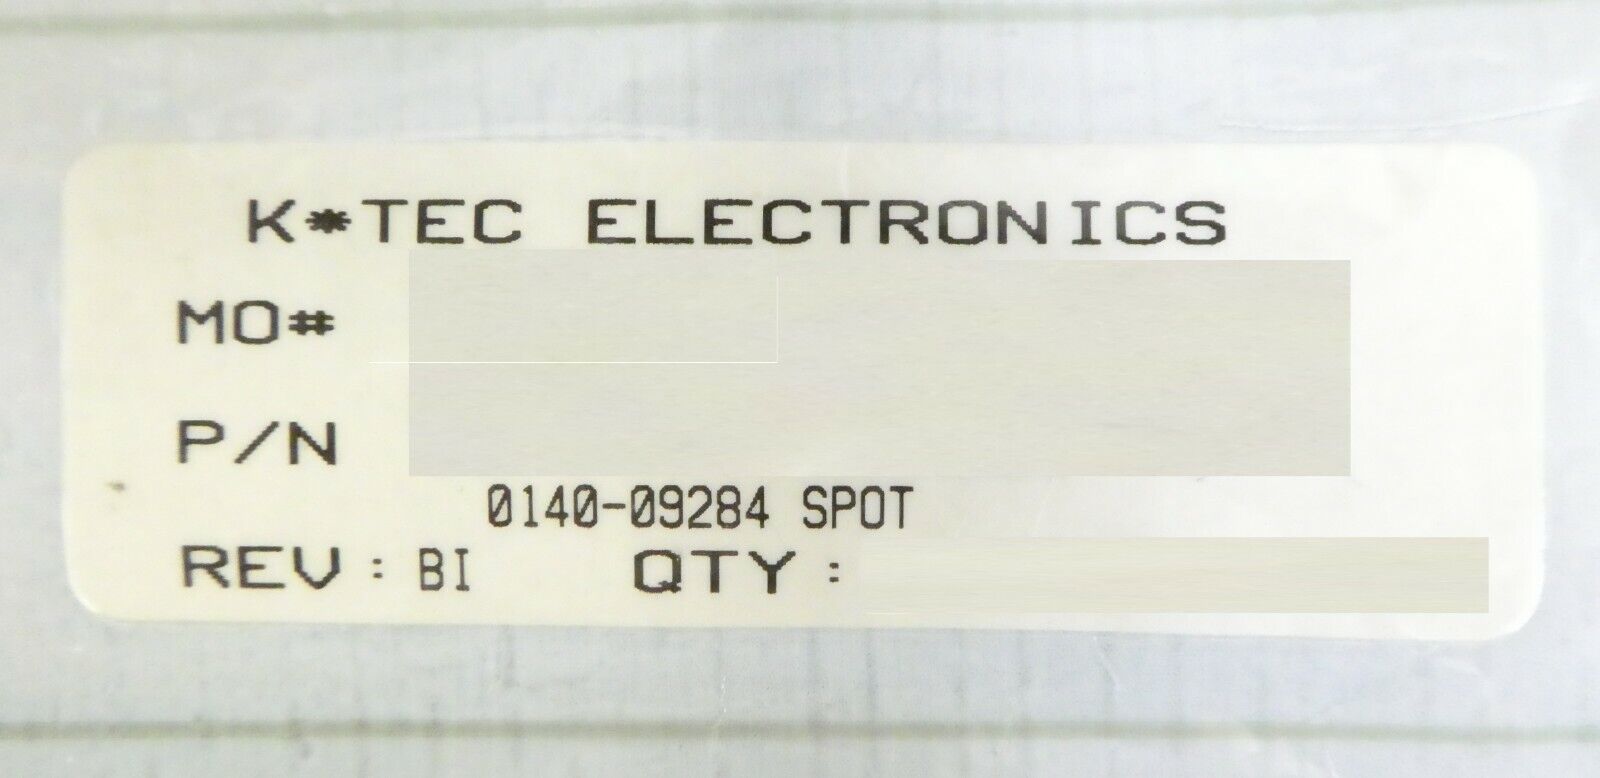 K*TEC ELECTRONICS
MO#
P/N
0140-09284 SPOT
REV: BI QTY: